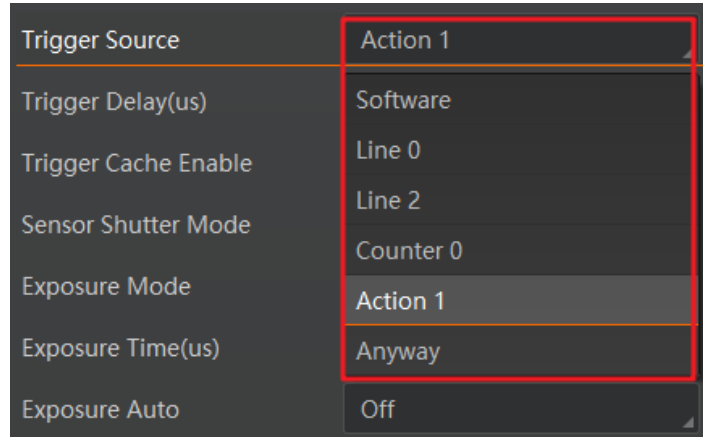 Trigger Source Action 1
Trigger Delay(us) Software
Trigger Cache Enable Line 0
Line 2
Sensor Shutter Mode
Counter 0
Exposure Mode Action 1
Exposure Time(us) Anyway
Exposure Auto Off